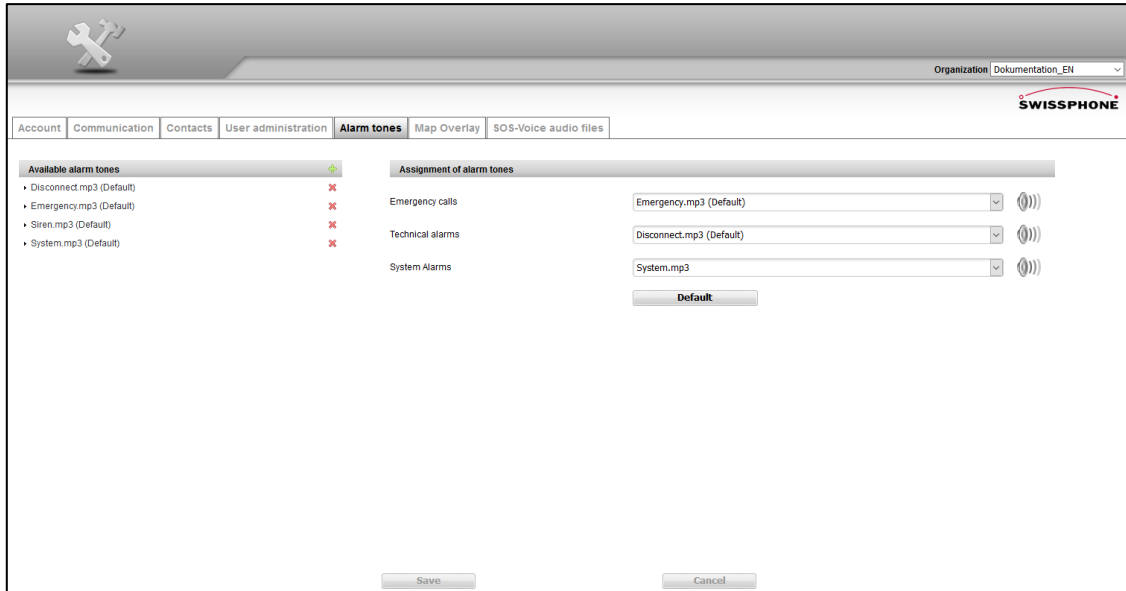 Organization Dokumentation_EN
SWISSPHONE
Account Communication Contacts User administration Alarm tones Map Overlay SOS-Voice audio files
Available alarm tones
Disconnect.mp3 (Default)
Emergency.mp3 (Default)
Siren.mp3 (Default)
System.mp3 (Default)
Assignment of alarm tones
Emergency calls Emergency.mp3 (Default)
Technical alarms Disconnect.mp3 (Default)
System Alarms System.mp3
Default
Save Cancel